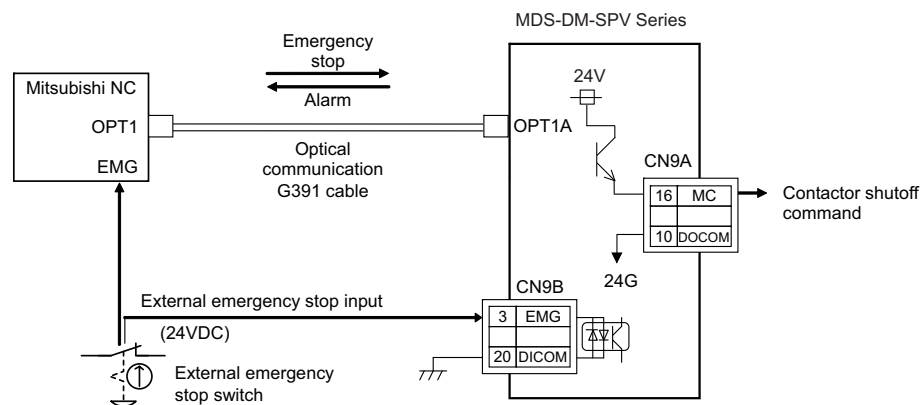 MDS-DM-SPV Series
Emergency
stop
Alarm
24V
Mitsubishi NC
OPT1
EMG
OPT1A
Optical
communication
G391 cable
CN9A
16 MC
10 DOCOM
Contactor shutoff
command
24G
CN9B
External emergency stop input
(24VDC)
3 EMG
20 DICOM
External emergency
stop switch